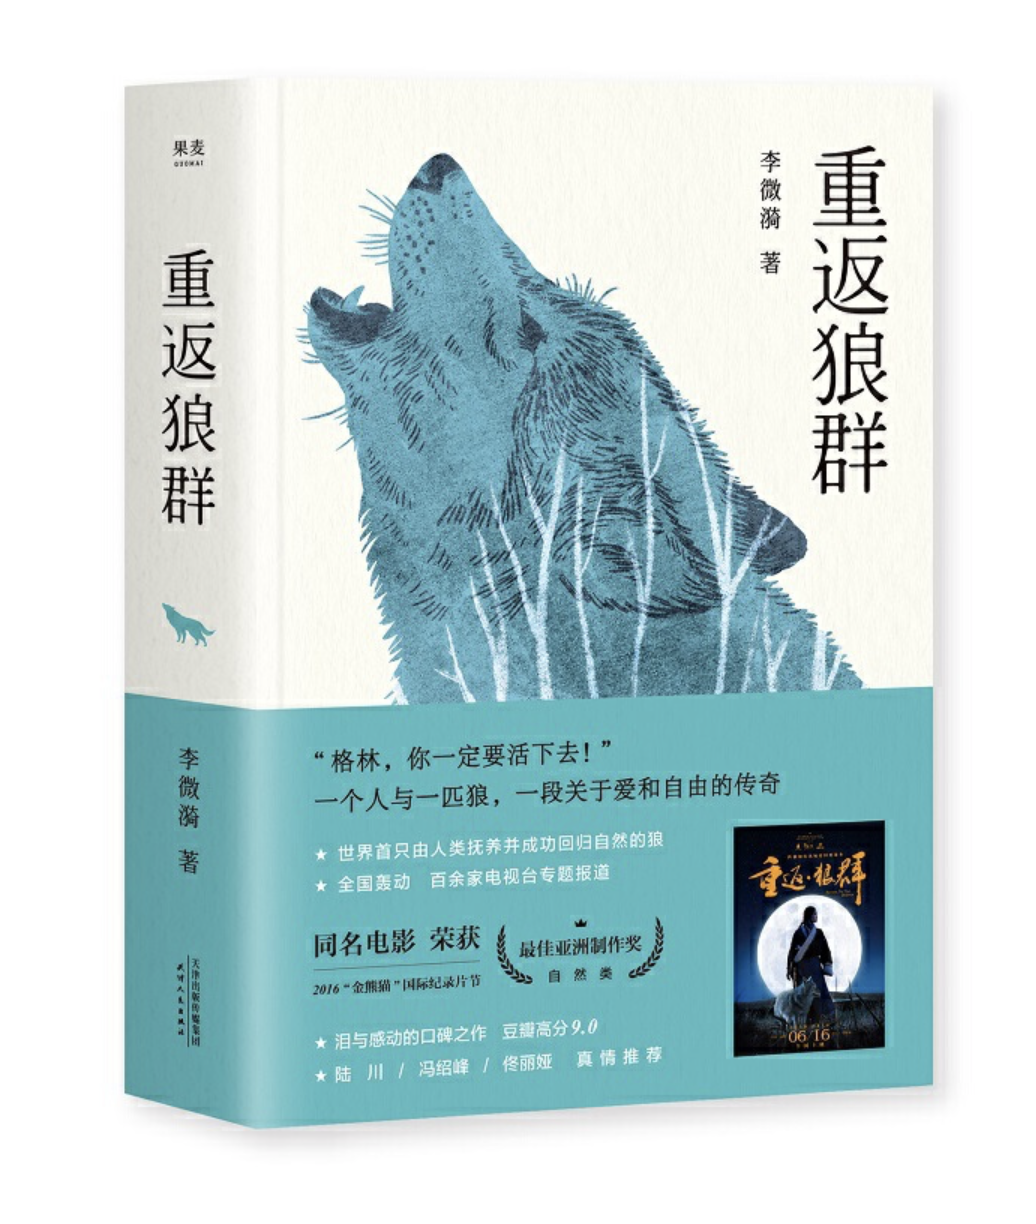 果麦
GUOMAI
重返狼群
李微漪 著
天津出版传媒集团
天津人民出版社
重返狼群
李微漪 著
“格林，你一定要活下去！”
一个人与一匹狼，一段关于爱和自由的传奇
★ 世界首只由人类抚养并成功回归自然的狼
★ 全国轰动 百余家电视台专题报道
同名电影 荣获
2016“金熊猫”国际纪录片节
最佳亚洲制作奖
自然类
★ 泪与感动的口碑之作 豆瓣高分9.0
★ 陆川 / 冯绍峰 / 佟丽娅 真情推荐
重返·狼群
06/16